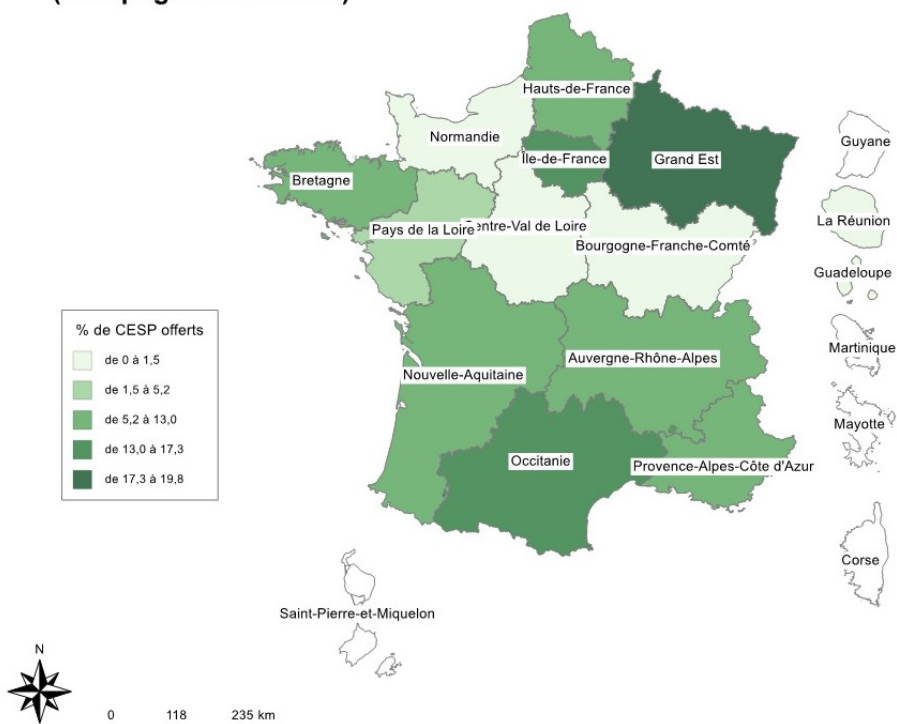 Hauts-de-France
Normandie
Île-de-France
Grand Est
Guyane
Bretagne
La Réunion
Pays de la Loire
entre-Val de Loire
Bourgogne-Franche-Comté
Guadeloupe
% de CESP offerts
de 0 à 1,5
de 1,5 à 5,2
de 5,2 à 13,0
de 13,0 à 17,3
de 17,3 à 19,8
Martinique
Auvergne-Rhône-Alpes
Nouvelle-Aquitaine
Mayotte
Occitanie
Provence-Alpes-Côte d'Azur
Corse
Saint-Pierre-et-Miquelon
N
0 118 235 km